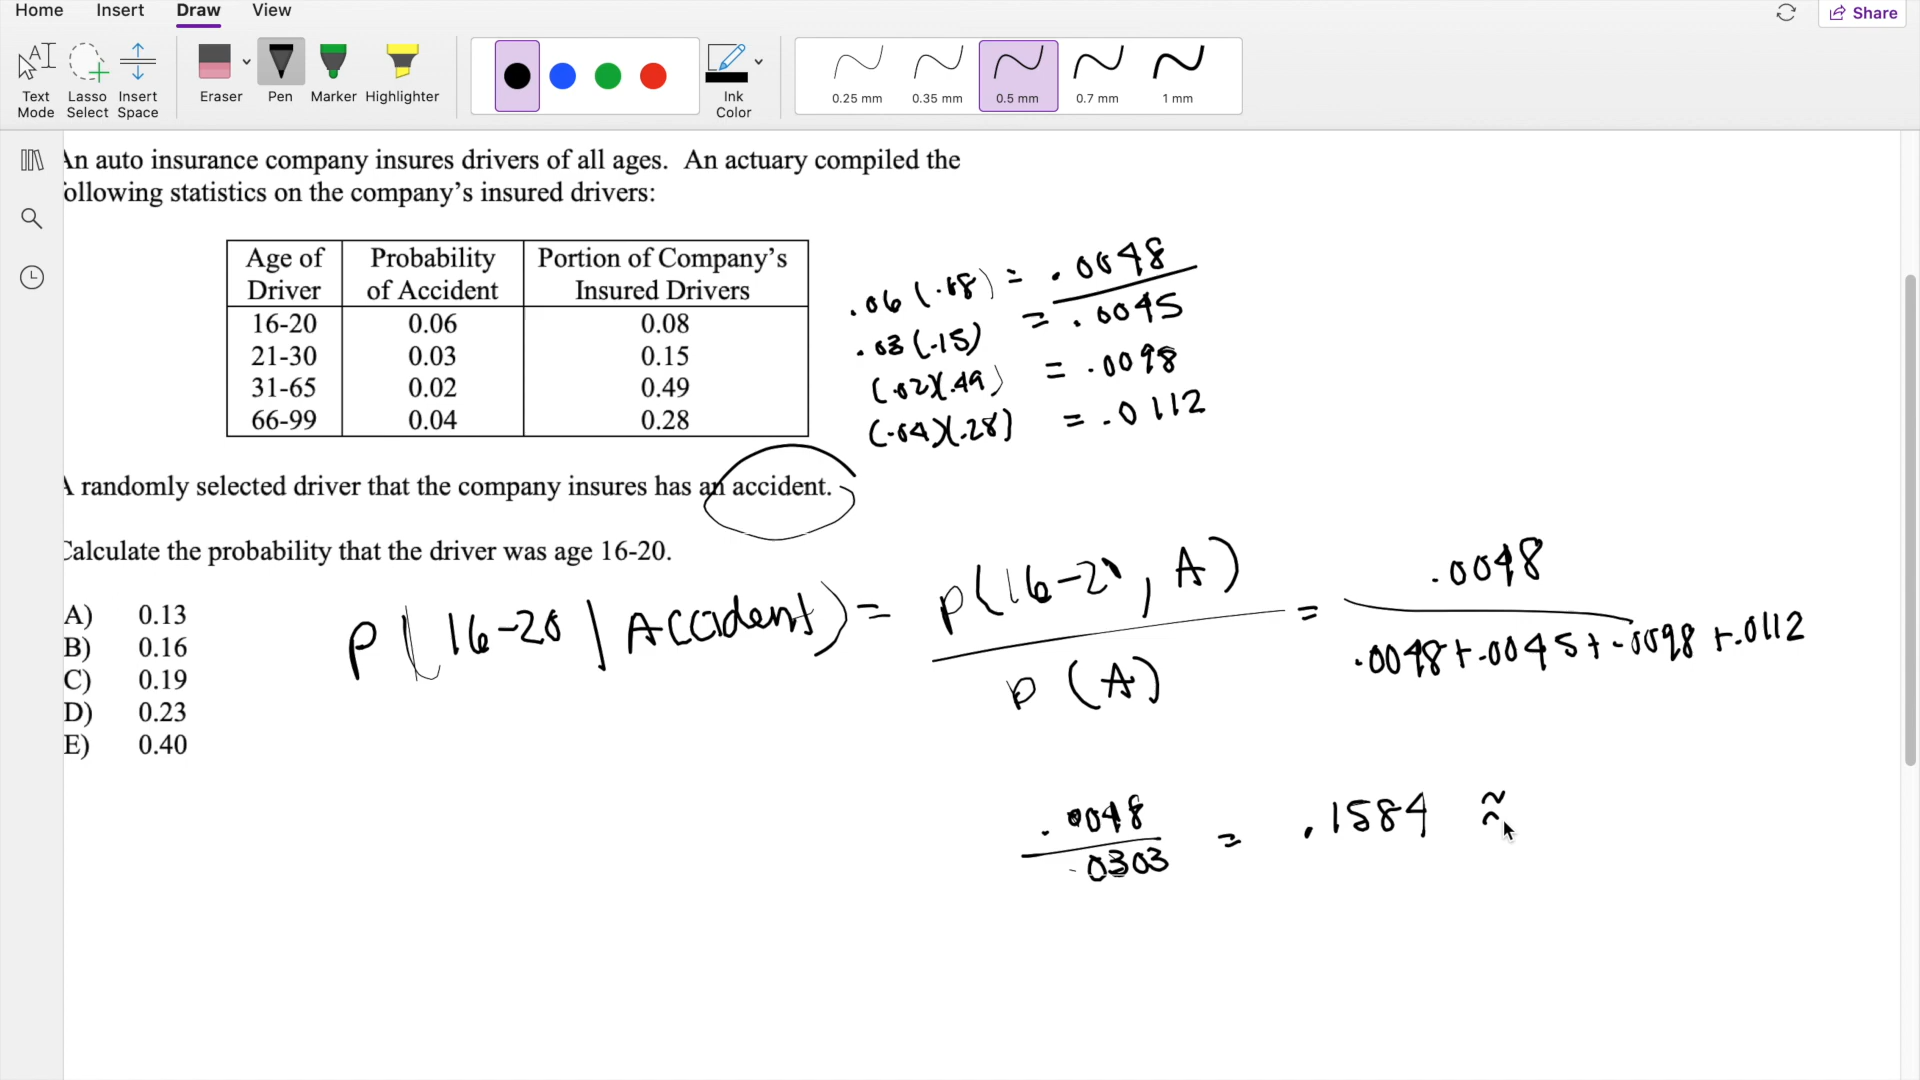 Home Insert Draw View
Share
Text Mode
Lasso Select
Insert Space
Eraser
Pen
Marker
Highlighter
Ink Color
0.25 mm
0.35 mm
0.5 mm
0.7 mm
1 mm
An auto insurance company insures drivers of all ages. An actuary compiled the
following statistics on the company's insured drivers:
Age of Driver Probability of Accident Portion of Company's Insured Drivers
16-20 0.06 0.08
21-30 0.03 0.15
31-65 0.02 0.49
66-99 0.04 0.28
.06 (.08) = .0048
.03 (.15) = .0045
(.02)(.49) = .0098
(.04)(.28) = .0112
A randomly selected driver that the company insures has an accident.
Calculate the probability that the driver was age 16-20.
A) 0.13
B) 0.16
C) 0.19
D) 0.23
E) 0.40
P(16-20 | Accident) = P(16-20, A) / P(A) = .0048 / .0048+.0045+.0098+.0112
.0048 / .0303 = .1584 ≈